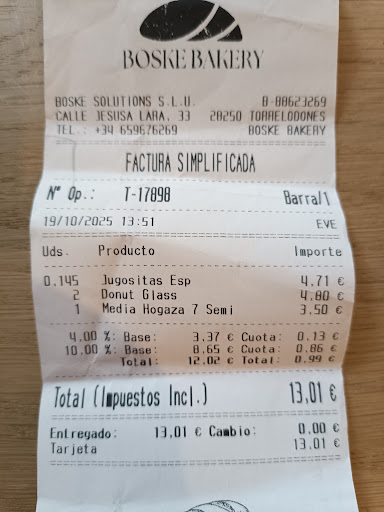 BOSKE BAKERY
BOSKE SOLUTIONS S.L.U. B-88623269
CALLE JESUSA LARA, 33 28250 TORRELODONES
TEL.: +34 659676269 BOSKE BAKERY
FACTURA SIMPLIFICADA
Nº Op.: T-17898 Barra/1
19/10/2025 13:51 EVE
Uds. Producto Importe
0.145 Jugositas Esp 4.71 €
2 Donut Glass 4.80 €
1 Media Hogaza 7 Semi 3.50 €
4.00 %: Base: 3.37 € Cuota: 0.13 €
10.00 %: Base: 8.65 € Cuota: 0.86 €
Total: 12.02 € Total: 0.99 €
Total (Impuestos Incl.) 13,01 €
Entregado: 13,01 € Cambio: 0.00 €
Tarjeta 13,01 €